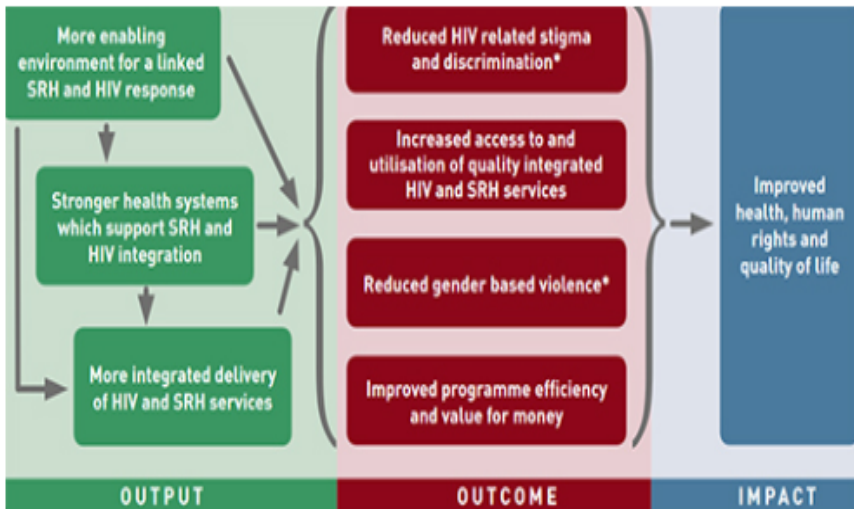 More enabling
environment for a linked
SRH and HIV response
Stronger health systems
which support SRH and
HIV integration
More integrated delivery
of HIV and SRH services
Reduced HIV related stigma
and discrimination*
Increased access to and
utilisation of quality integrated
HIV and SRH services
Reduced gender based violence*
Improved programme efficiency
and value for money
Improved
health, human
rights and
quality of life
OUTPUT
OUTCOME
IMPACT